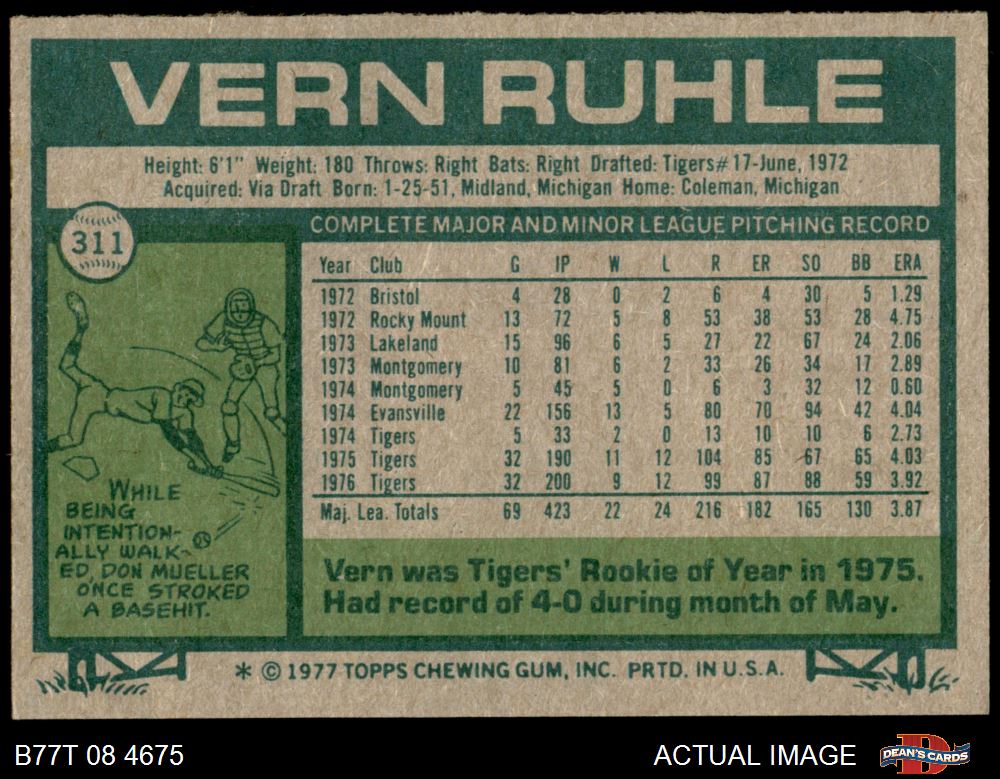 VERN RUHLE
Height: 6'1" Weight: 180 Throws: Right Bats: Right Drafted: Tigers#17-June, 1972
Acquired: Via Draft Born: 1-25-51, Midland, Michigan Home: Coleman, Michigan
311
COMPLETE MAJOR AND MINOR LEAGUE PITCHING RECORD
Year Club G IP W L R ER SO BB ERA
1972 Bristol 4 28 0 2 6 4 30 5 1.29
1972 Rocky Mount 13 72 5 8 53 38 53 28 4.75
1973 Lakeland 15 96 6 5 27 22 67 24 2.06
1973 Montgomery 10 81 6 2 33 26 34 17 2.89
1974 Montgomery 5 45 5 0 6 3 32 12 0.60
1974 Evansville 22 156 13 5 80 70 94 42 4.04
1974 Tigers 5 33 2 0 13 10 10 6 2.73
1975 Tigers 32 190 11 12 104 85 67 65 4.03
1976 Tigers 32 200 9 12 99 87 88 59 3.92
Maj. Lea. Totals 69 423 22 24 216 182 165 130 3.87
WHILE
BEING
INTENTION-
ALLY WALK-
ED, DON MUELLER
ONCE STROKED
A BASEHIT.
Vern was Tigers' Rookie of Year in 1975.
Had record of 4-0 during month of May.
* © 1977 TOPPS CHEWING GUM, INC. PRTD. IN U.S.A.
B77T 08 4675
ACTUAL IMAGE
D
DEAN'S CARDS